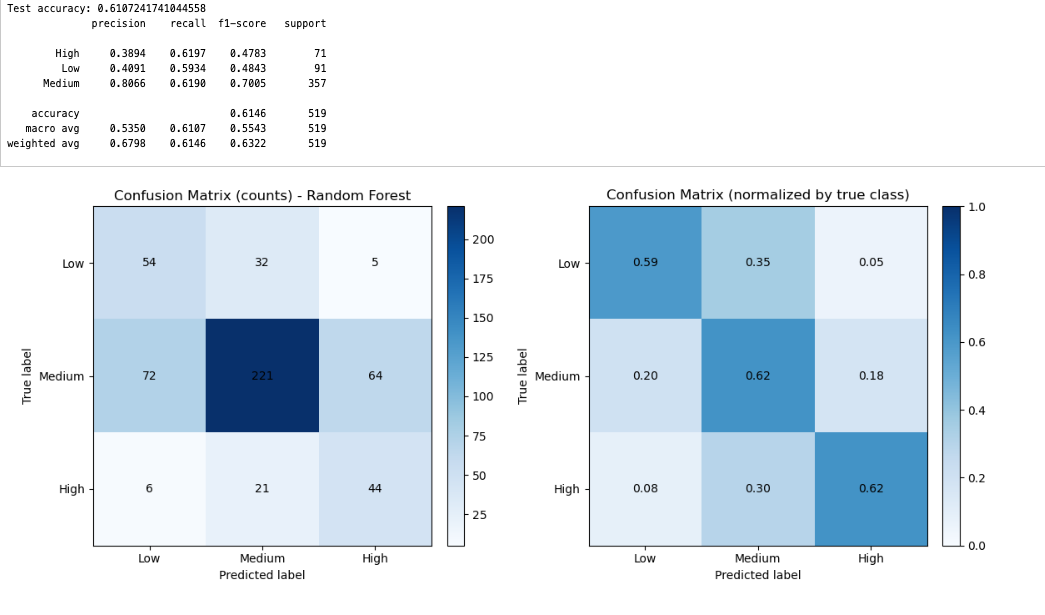 Test accuracy: 0.6107241741044558
precision recall f1-score support
High 0.3894 0.6197 0.4783 71
Low 0.4091 0.5934 0.4843 91
Medium 0.8066 0.6190 0.7005 357
accuracy 0.6146 519
macro avg 0.5350 0.6107 0.5543 519
weighted avg 0.6798 0.6146 0.6322 519
Confusion Matrix (counts) - Random Forest
True label
Low 54 32 5
Medium 72 221 64
High 6 21 44
Low Medium High
Predicted label
200
175
150
125
100
75
50
25
Confusion Matrix (normalized by true class)
True label
Low 0.59 0.35 0.05
Medium 0.20 0.62 0.18
High 0.08 0.30 0.62
Low Medium High
Predicted label
1.0
0.8
0.6
0.4
0.2
0.0